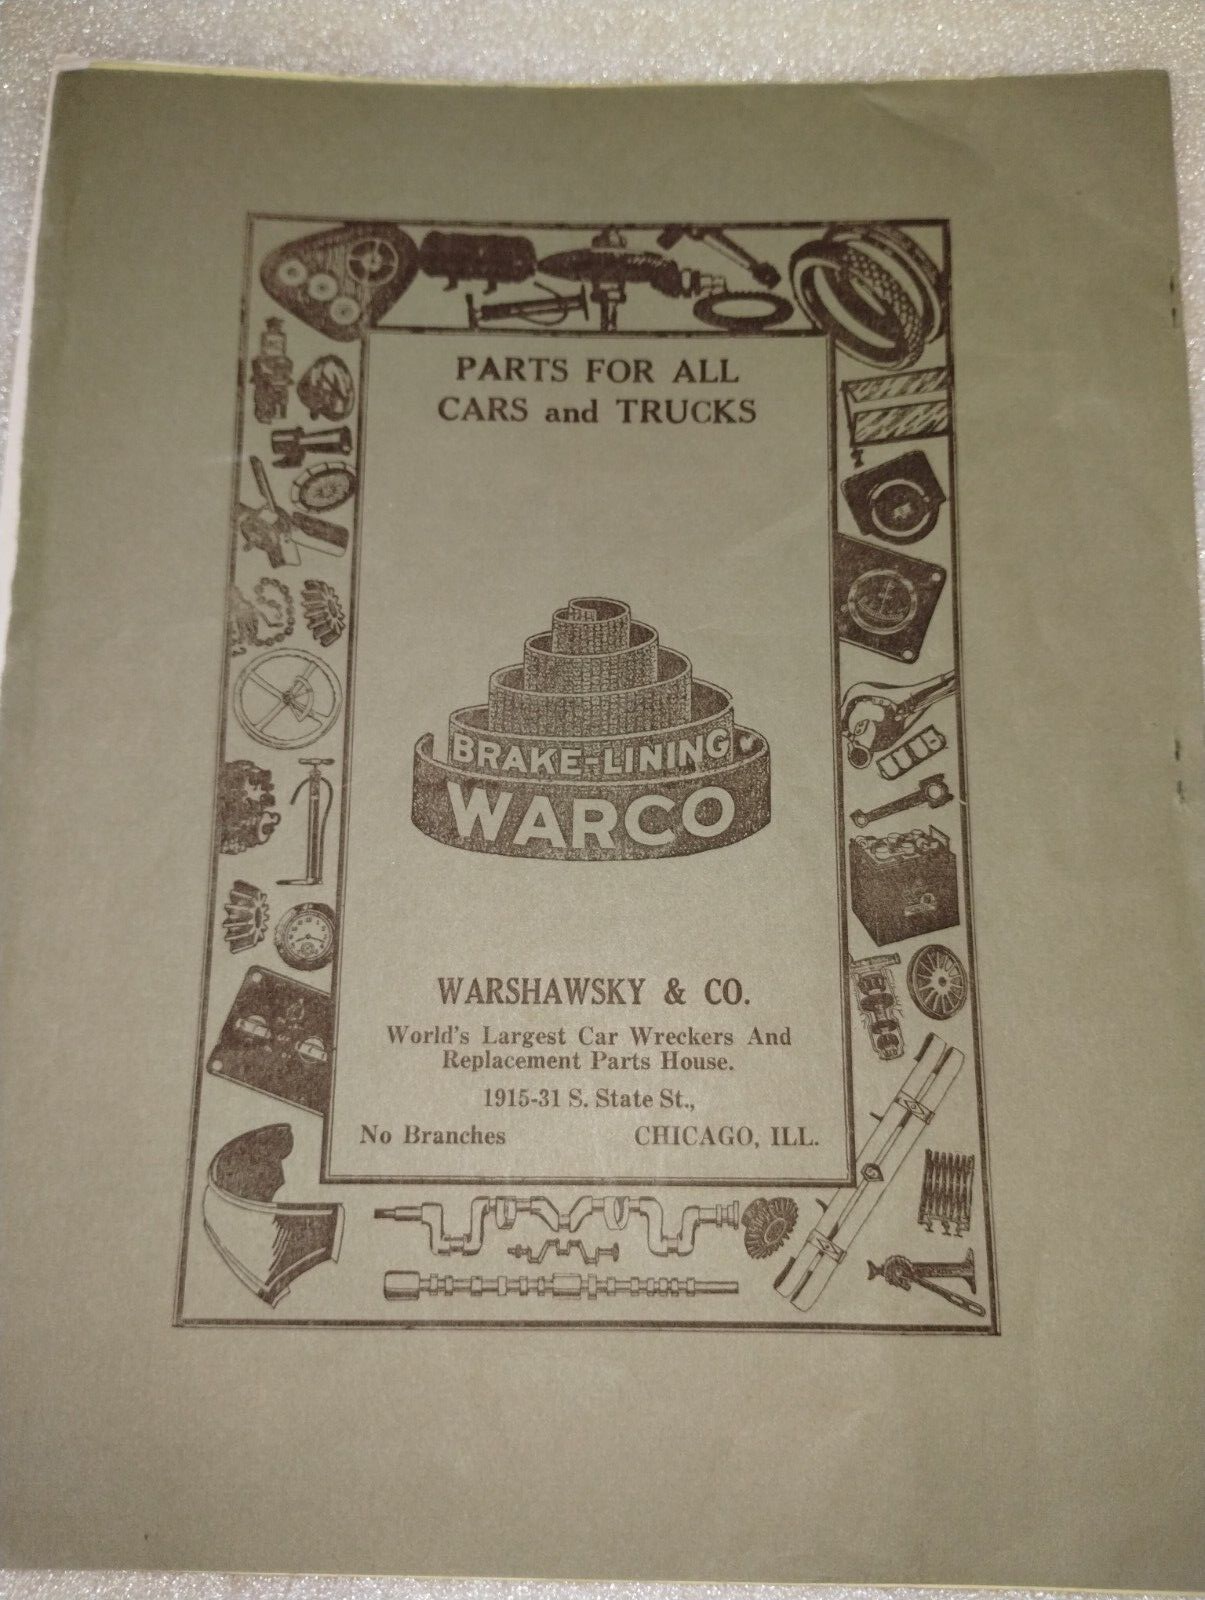 PARTS FOR ALL
CARS and TRUCKS
BRAKE-LINING
WARCO
WARSHAWSKY & CO.
World's Largest Car Wreckers And
Replacement Parts House.
1915-31 S. State St.,
No Branches CHICAGO, ILL.